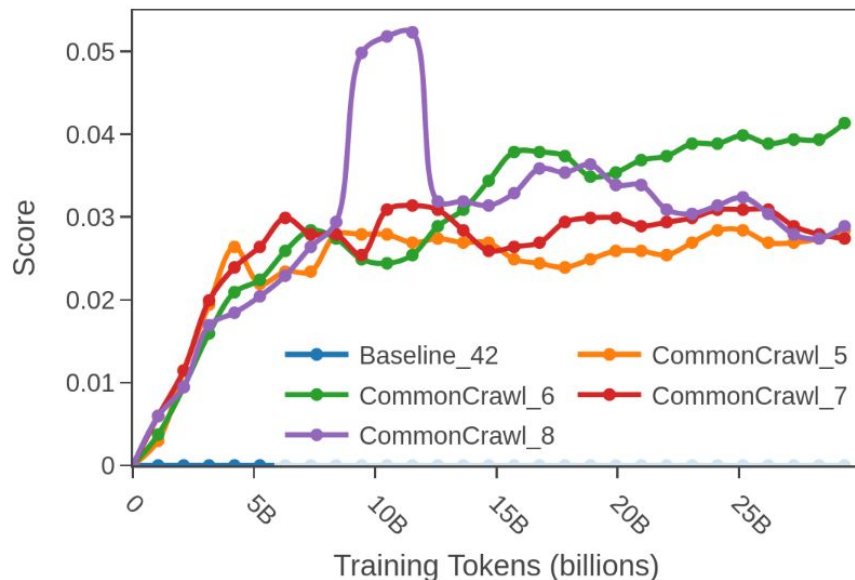 0.05
0.04
0.03
0.02
0.01
0
Score
Baseline_42
CommonCrawl_5
CommonCrawl_6
CommonCrawl_7
CommonCrawl_8
0
5B
10B
15B
20B
25B
Training Tokens (billions)